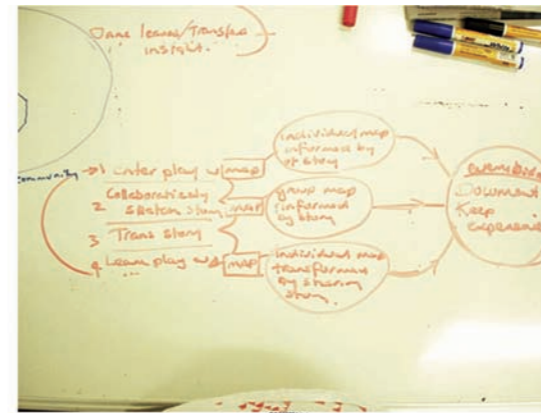 insight.
community
1 enter play w map
2 Collaboratively
sketch story map
3 Trans story
4 play w map
individual map
informed by
story
group map
informed
by story
individual map
transformed
by sharing
story.
Document
Keep